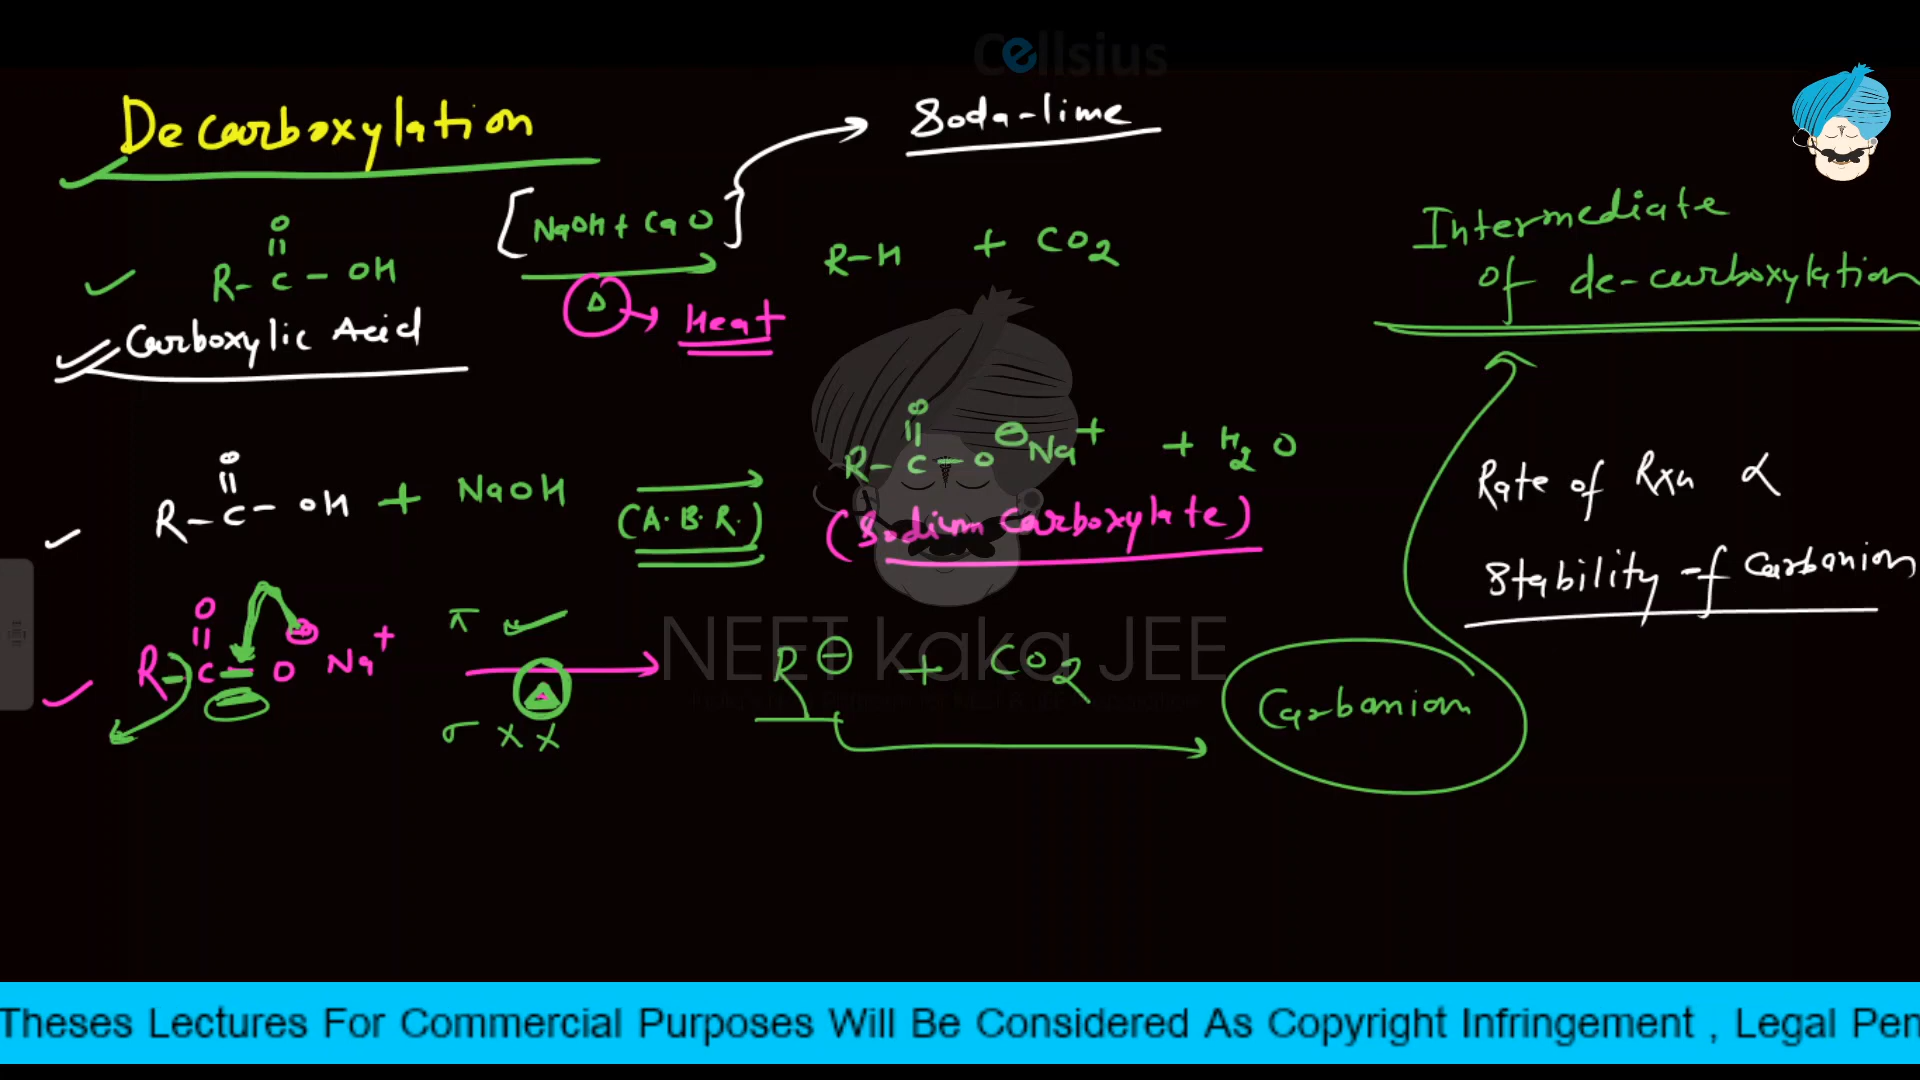 Cellsius
Decarboxylation
Soda-lime
[NaOH + CaO]
O
||
R-C-OH
Δ → Heat
R-H + CO2
Intermediate
of de-carboxylation
Carboxylic Acid
O
||
R-C-OH + NaOH
(A.B.R.)
O
||
R-C-O ⊖Na+ + H2O
(Sodium carboxylate)
Rate of Rxn ∝
Stability of Carbanion
O
||
R-C-O ⊖ Na+
π ✓
Δ
σ x x
R⊖ + CO2
Carbanion
NEET kaka JEE
Theses Lectures For Commercial Purposes Will Be Considered As Copyright Infringement , Legal Pen